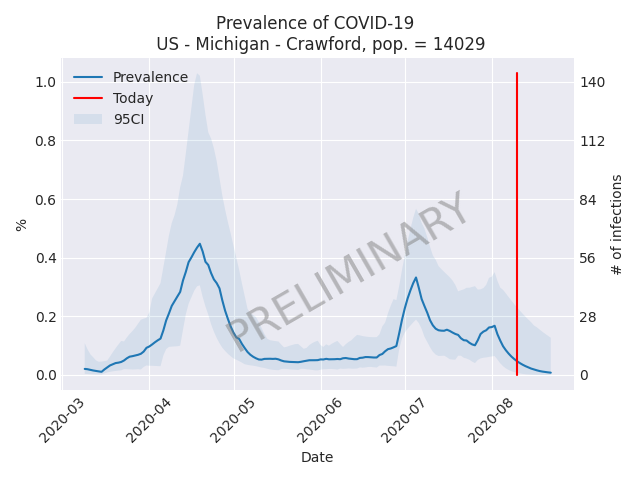 Prevalence of COVID-19
US - Michigan - Crawford, pop. = 14029
Prevalence
Today
95CI
PRELIMINARY
1.0
0.8
0.6
0.4
0.2
0.0
%
140
112
84
56
28
0
# of infections
2020-03
2020-04
2020-05
2020-06
2020-07
2020-08
Date